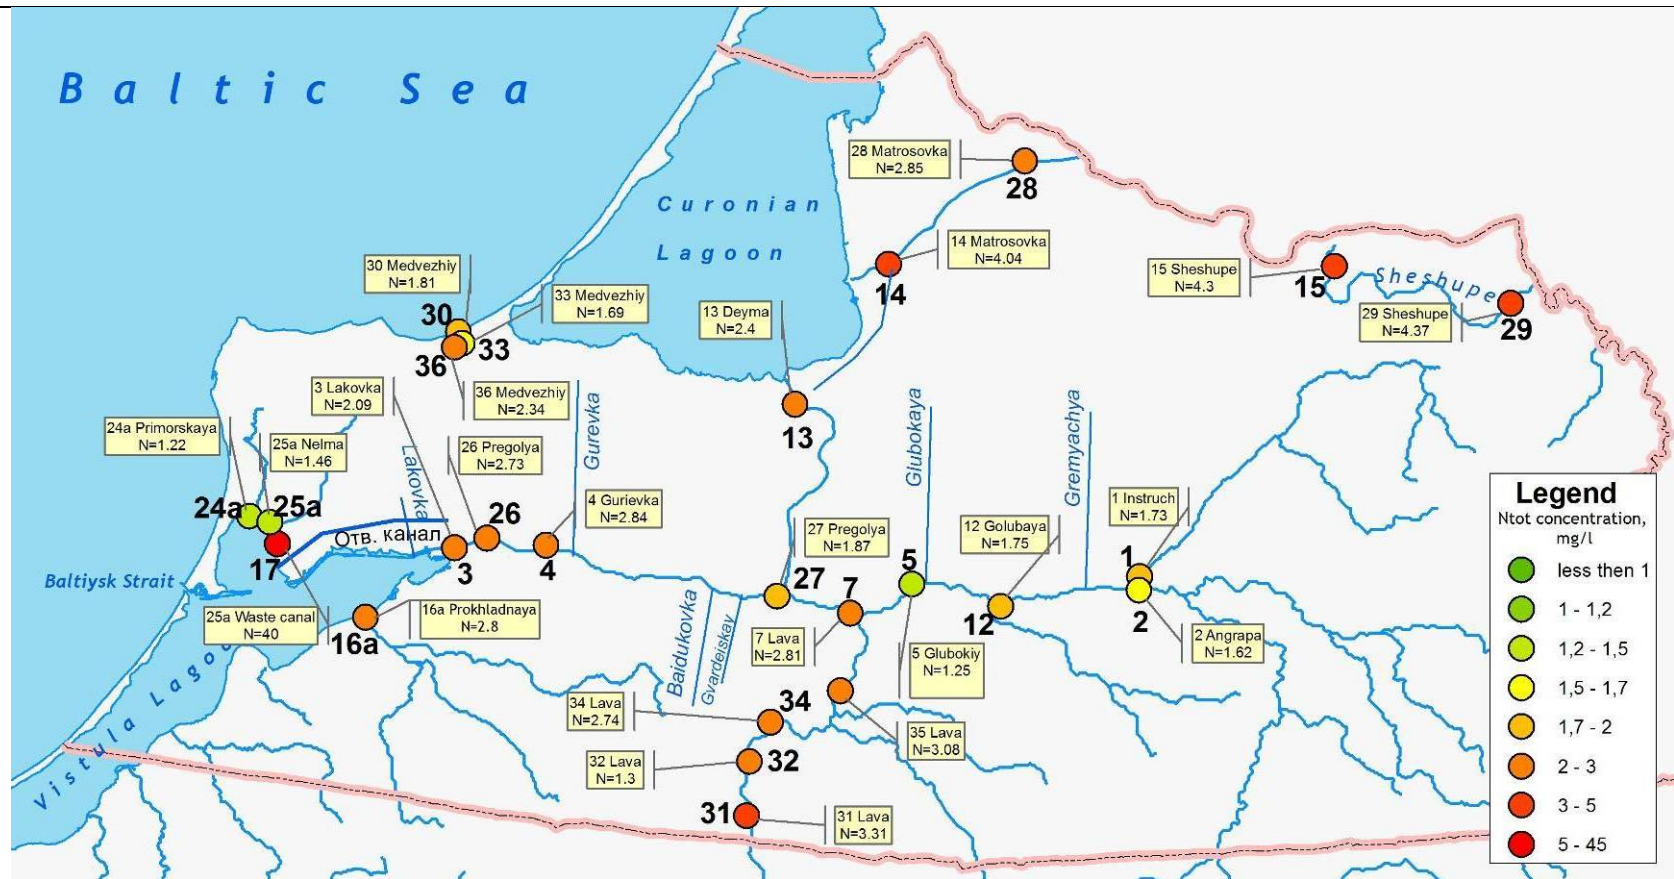 Baltic Sea
28 Matrosovka
N=2.85
28
Curonian
Lagoon
14 Matrosovka
N=4.04
14
15 Sheshupe
N=4.3
15
Sheshupe
29 Sheshupe
N=4.37
29
30 Medvezhiy
N=1.81
33 Medvezhiy
N=1.69
30
33
36
36 Medvezhiy
N=2.34
13 Deyma
N=2.4
13
3 Lakovka
N=2.09
24a Primorskaya
N=1.22
25a Nelma
N=1.46
26 Pregolya
N=2.73
Lakovka
Gurevka
Glubokaya
Gremyachya
24a
25a
17
Отв. канал
3
26
4
4 Gurievka
N=2.84
27 Pregolya
N=1.87
12 Golubaya
N=1.75
1 Instruch
N=1.73
27
7
5
12
1
2
Baltiysk Strait
25a Waste canal
N=40
16a
16a Prokhladnaya
N=2.8
Baidukovka
Gvardeiskay
7 Lava
N=2.81
5 Glubokiy
N=1.25
2 Angrapa
N=1.62
Vistula Lagoon
34 Lava
N=2.74
34
35 Lava
N=3.08
32 Lava
N=1.3
32
31
31 Lava
N=3.31
Legend
Ntot concentration,
mg/l
less then 1
1 - 1,2
1,2 - 1,5
1,5 - 1,7
1,7 - 2
2 - 3
3 - 5
5 - 45